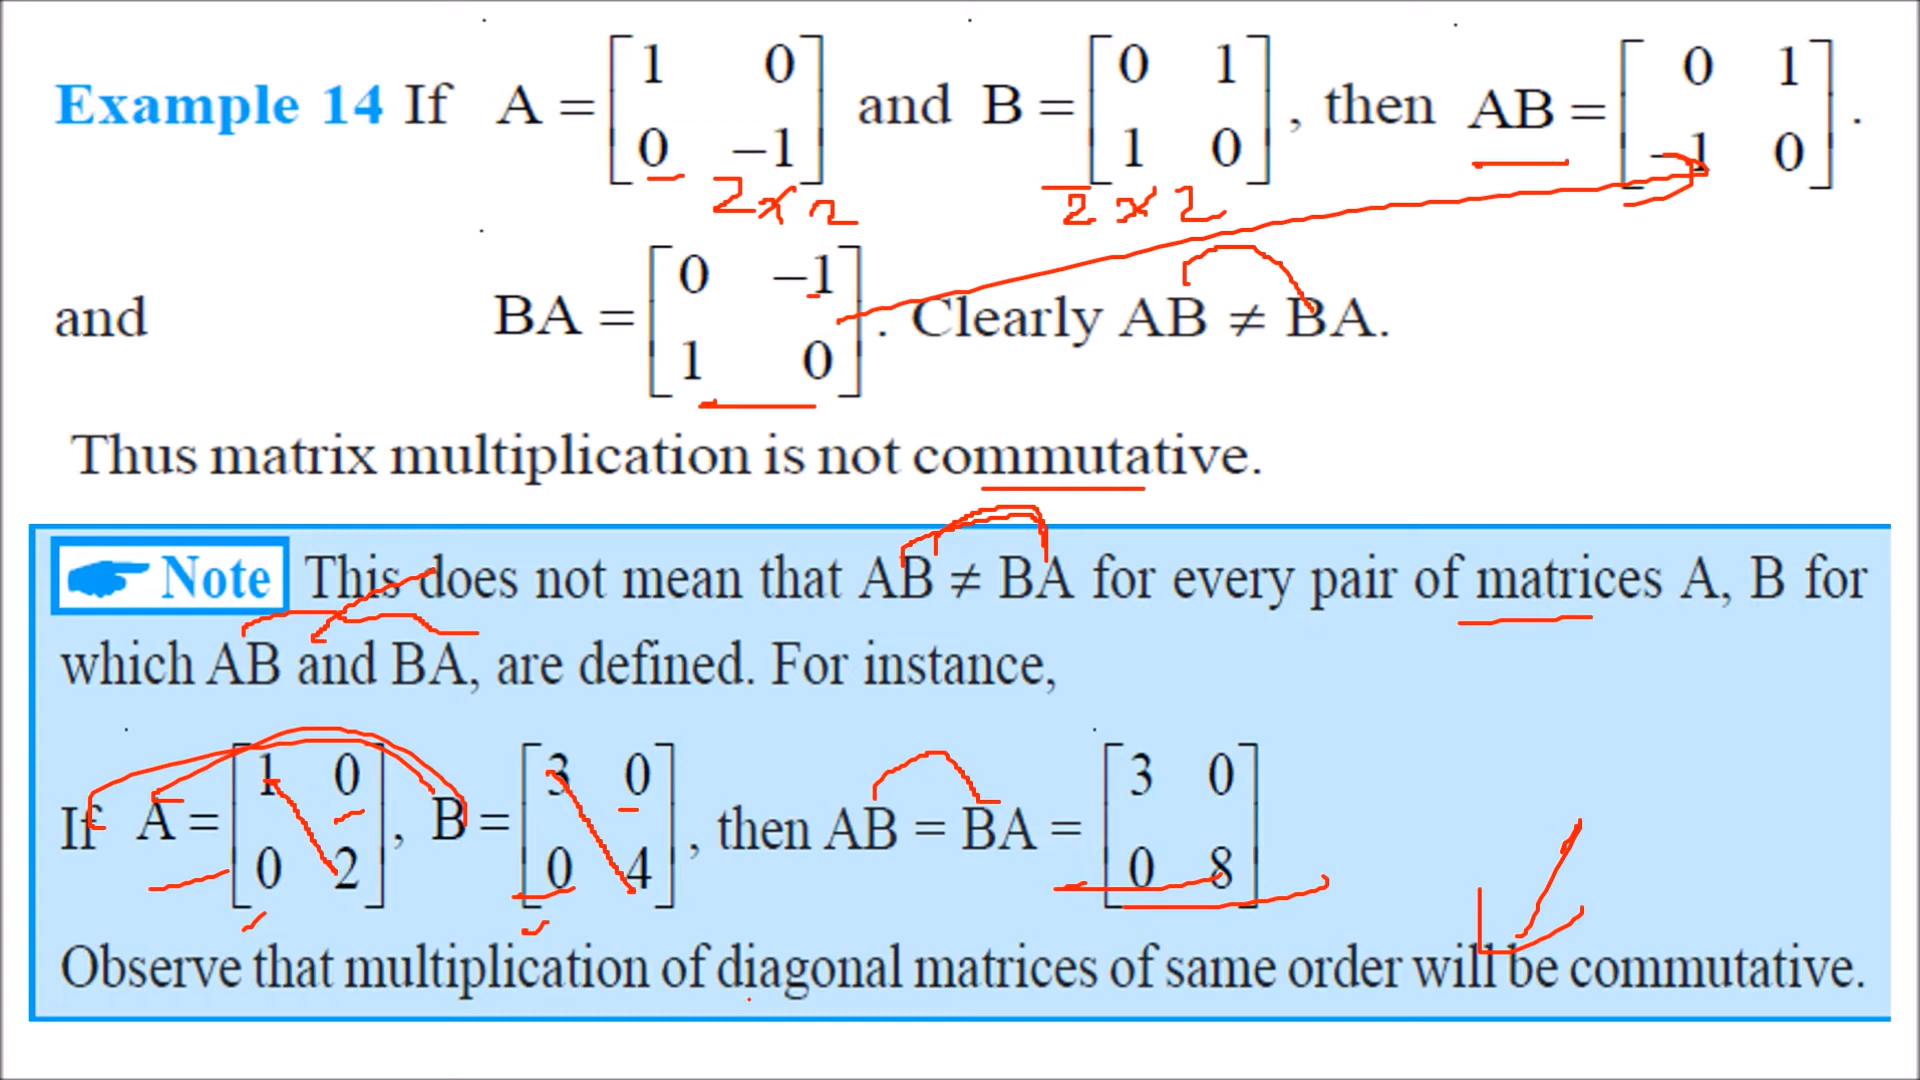 Example 14 If A = [1 0 0 −1] and B = [0 1 1 0], then AB = [0 1 −1 0].
2 x 2 2 x 2
and BA = [0 −1 1 0]. Clearly AB ≠ BA.
Thus matrix multiplication is not commutative.
Note This does not mean that AB ≠ BA for every pair of matrices A, B for
which AB and BA, are defined. For instance,
If A = [1 0 0 2], B = [3 0 0 4], then AB = BA = [3 0 0 8]
Observe that multiplication of diagonal matrices of same order will be commutative.